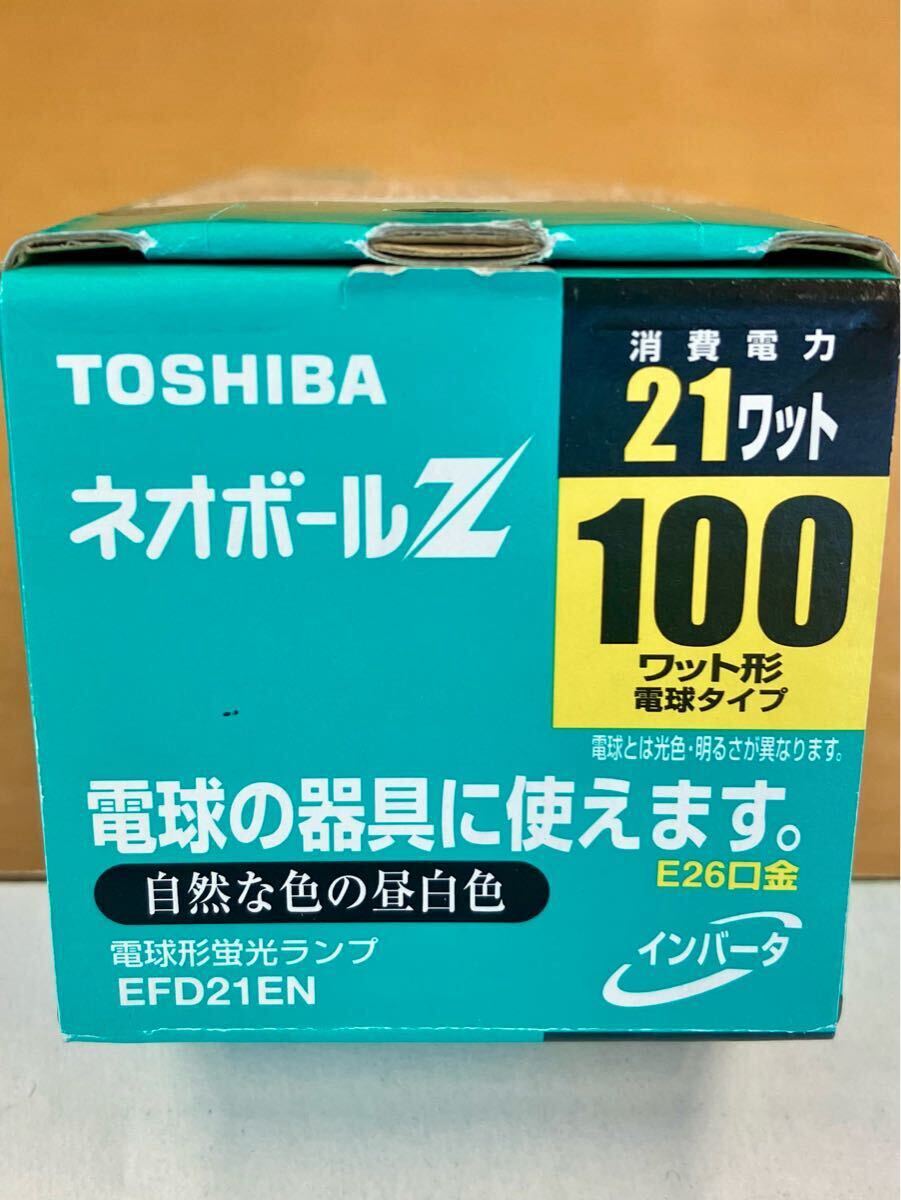 TOSHIBA
ネオボールZ
消費電力
21ワット
100
ワット形
電球タイプ
電球とは光色・明るさが異なります。
電球の器具に使えます。
E26口金
自然な色の昼白色
電球形蛍光ランプ
EFD21EN
インバータ